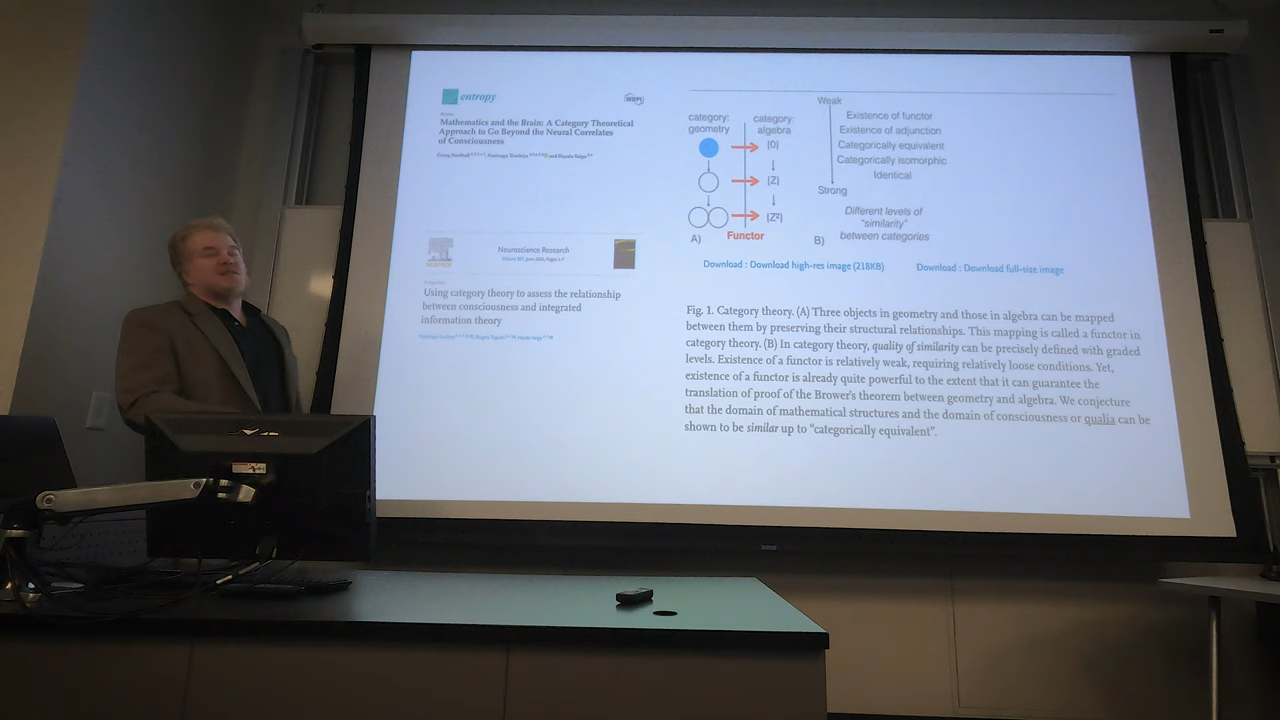 entropy
MDPI
Mathematics and the Brain: A Category Theoretical
Approach to Go Beyond the Neural Correlates
of Consciousness
ELSEVIER
Neuroscience Research
Using category theory to assess the relationship
between consciousness and integrated
information theory
category:
geometry
category:
algebra
{0}
{Z}
{Z²}
A)
Functor
Weak
Existence of functor
Existence of adjunction
Categorically equivalent
Categorically isomorphic
Identical
Strong
Different levels of
"similarity"
between categories
B)
Download : Download high-res image (218KB)
Download : Download full-size image
Fig. 1. Category theory. (A) Three objects in geometry and those in algebra can be mapped
between them by preserving their structural relationships. This mapping is called a functor in
category theory. (B) In category theory, quality of similarity can be precisely defined with graded
levels. Existence of a functor is relatively weak, requiring relatively loose conditions. Yet,
existence of a functor is already quite powerful to the extent that it can guarantee the
translation of proof of the Brower's theorem between geometry and algebra. We conjecture
that the domain of mathematical structures and the domain of consciousness or qualia can be
shown to be similar up to "categorically equivalent".